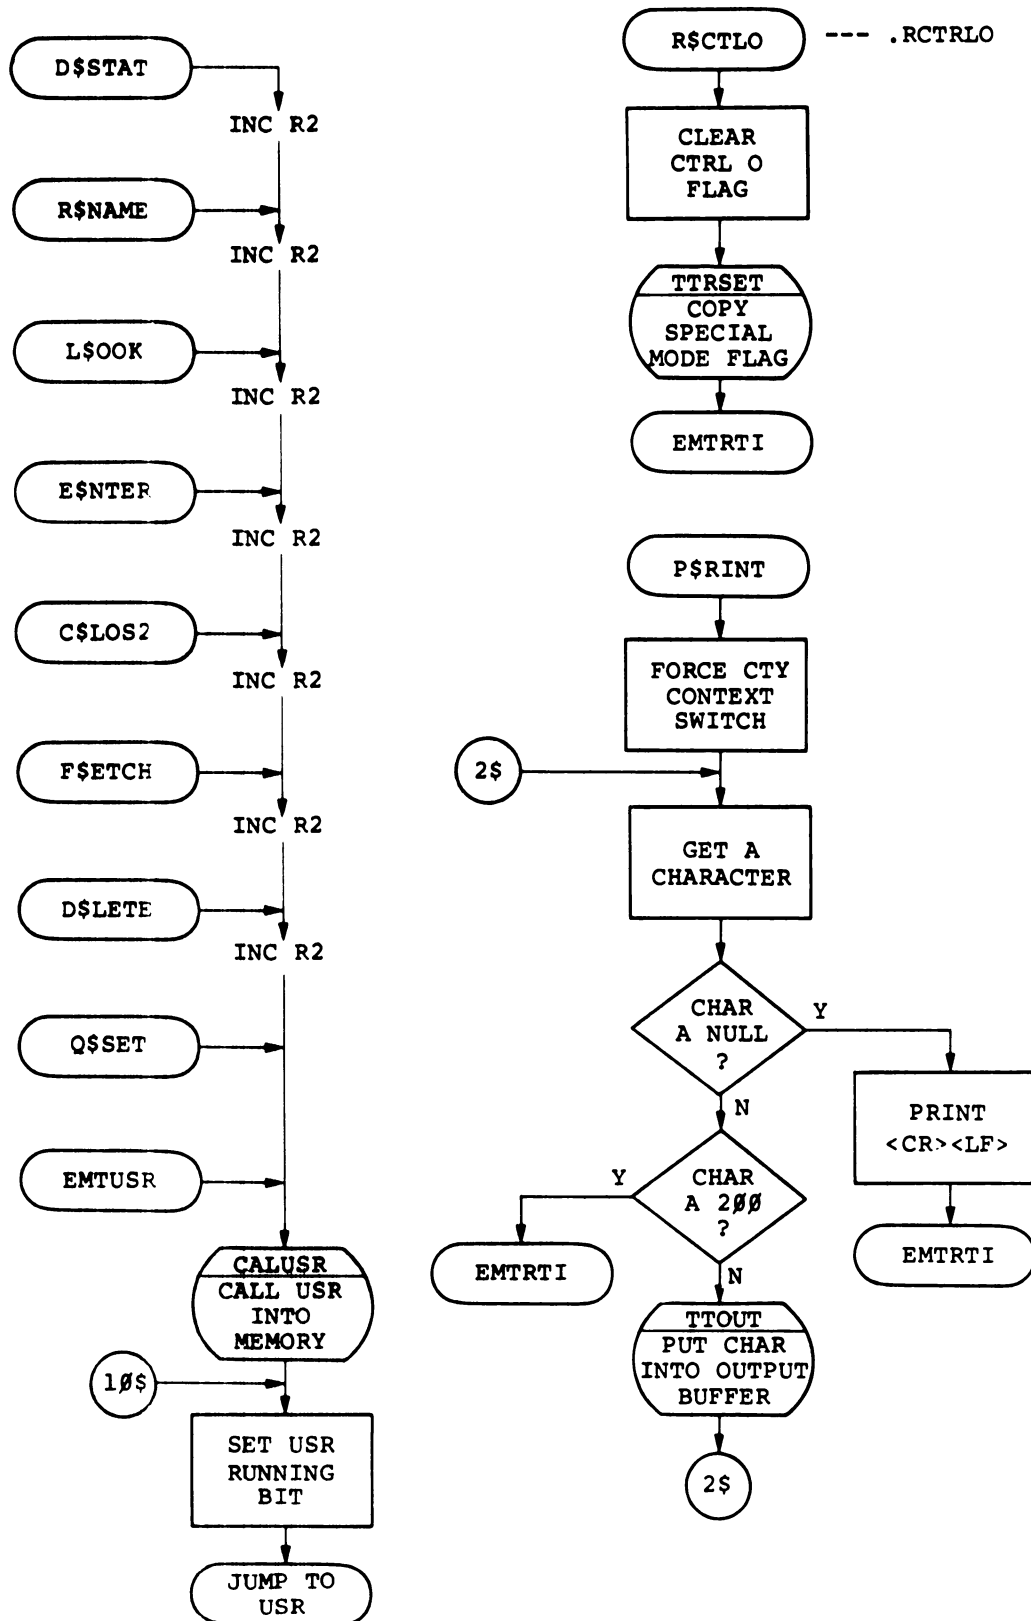 D$STAT
INC R2
R$NAME
INC R2
L$OOK
INC R2
E$NTER
INC R2
C$LOS2
INC R2
F$ETCH
INC R2
D$LETE
INC R2
Q$SET
EMTUSR
CALUSR
CALL USR
INTO
MEMORY
1Ø$
SET USR
RUNNING
BIT
JUMP TO
USR
R$CTLO --- .RCTRLO
CLEAR
CTRL O
FLAG
TTRSET
COPY
SPECIAL
MODE FLAG
EMTRTI
P$RINT
FORCE CTY
CONTEXT
SWITCH
2$
GET A
CHARACTER
CHAR
A NULL
?
Y
N
PRINT
<CR><LF>
EMTRTI
CHAR
A 2ØØ
?
Y
N
EMTRTI
TTOUT
PUT CHAR
INTO OUTPUT
BUFFER
2$